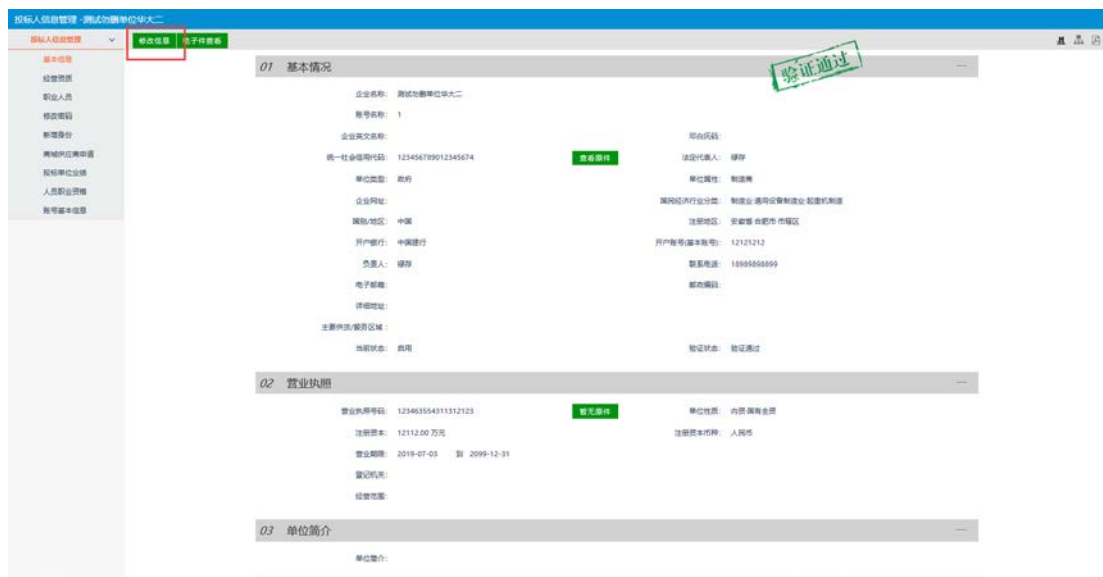 投标人信息管理 -测试勿删单位华大二
投标人信息管理
修改信息 电子件查看
基本信息
经营资质
职业人员
修改密码
新增身份
商城供应商申请
投标单位业绩
人员职业资格
账号基本信息
01 基本情况
验证通过
企业名称: 测试勿删单位华大二
账号名称: 1
企业英文名称: 邓白氏码:
统一社会信用代码: 123456789012345674 查看原件 法定代表人: 缪存
单位类型: 政府 单位属性: 制造商
企业网址: 国民经济行业分类: 制造业·通用设备制造业·起重机制造
国别/地区: 中国 注册地区: 安徽省·合肥市·市辖区
开户银行: 中国建行 开户账号(基本账号): 12121212
负责人: 缪存 联系电话: 18989898899
电子邮箱: 邮政编码:
详细地址:
主要供货/服务区域:
当前状态: 启用 验证状态: 验证通过
02 营业执照
营业执照号码: 123463554311312123 暂无原件 单位性质: 内资·国有全资
注册资本: 12112.00 万元 注册资本币种: 人民币
营业期限: 2019-07-03 到 2099-12-31
登记机关:
经营范围:
03 单位简介
单位简介: